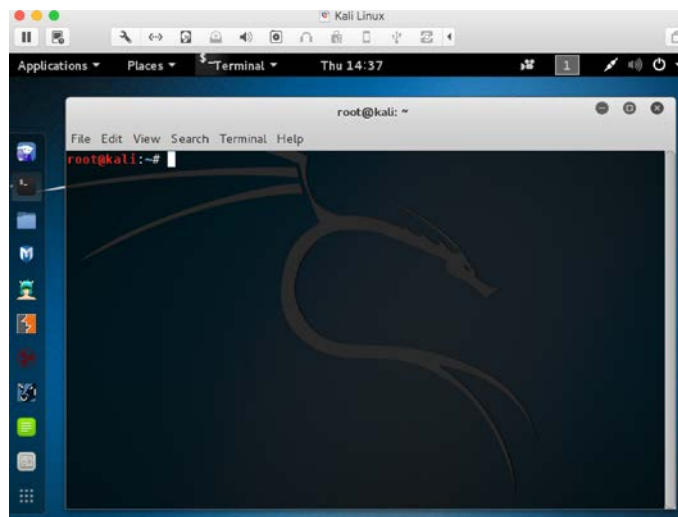 Kali Linux
Applications Places Terminal Thu 14:37 1
root@kali: ~
File Edit View Search Terminal Help
root@kali:~#